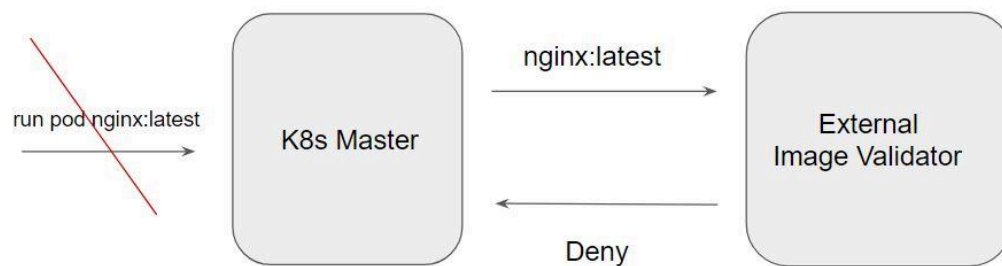 run pod nginx:latest
K8s Master
nginx:latest
External
Image Validator
Deny